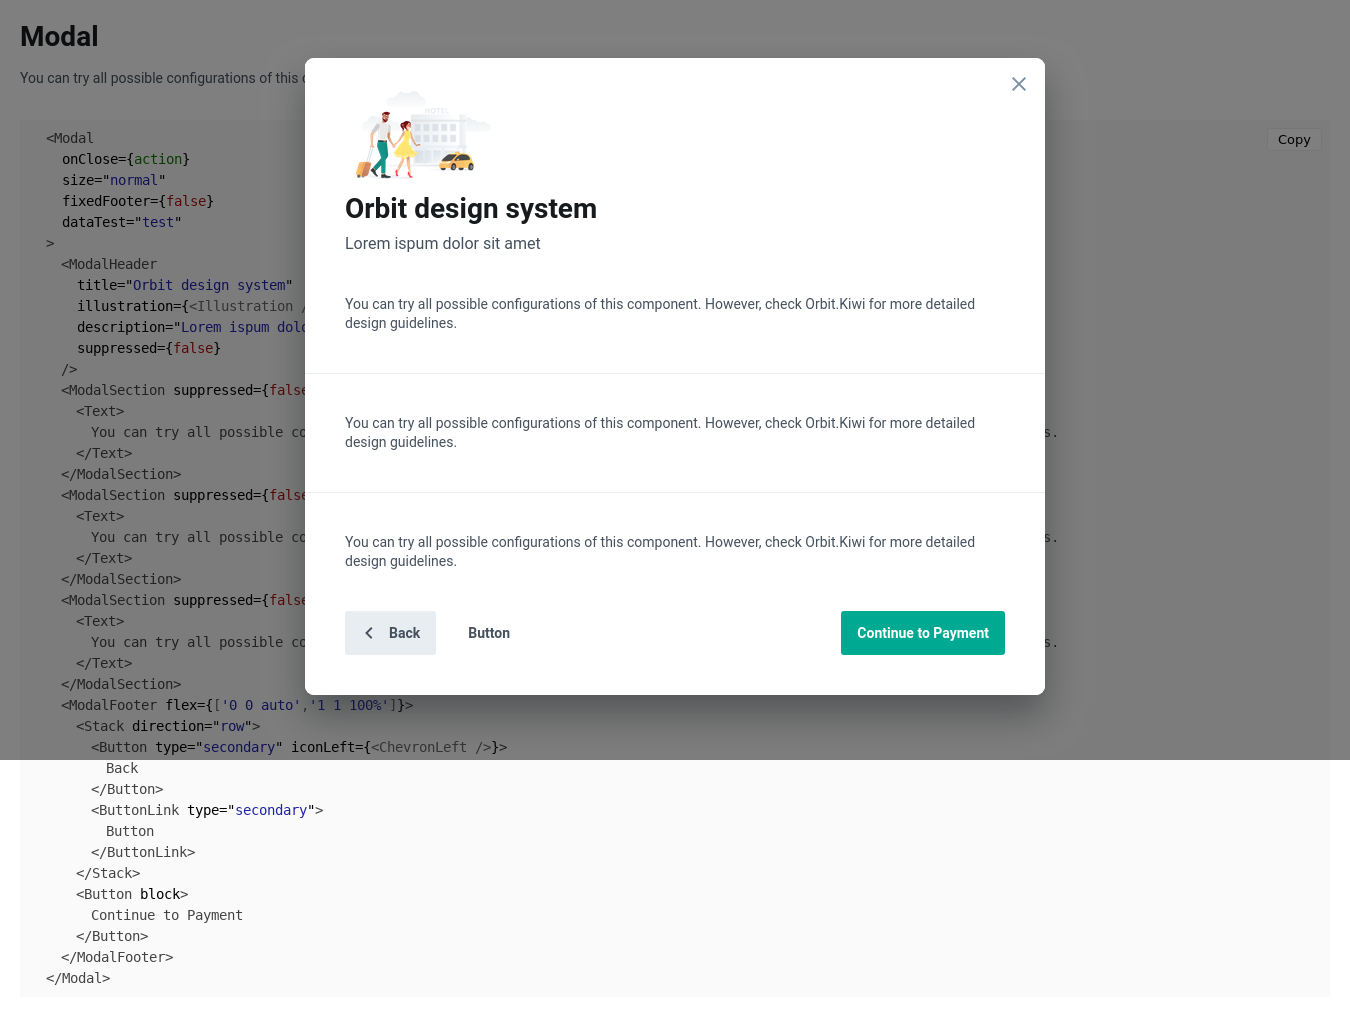 Modal
You can try all possible configurations of this
Copy
<Modal
onClose={action}
size="normal"
fixedFooter={false}
dataTest="test"
>
<ModalHeader
title="Orbit design system"
illustration={<Illustration
description="Lorem ispum dolo
suppressed={false}
/>
<ModalSection suppressed={false
<Text>
You can try all possible co
s.
</Text>
</ModalSection>
<ModalSection suppressed={false
<Text>
You can try all possible co
s.
</Text>
</ModalSection>
<ModalSection suppressed={false
<Text>
You can try all possible co
s.
</Text>
</ModalSection>
<ModalFooter flex={['0 0 auto','1 1 100%']}>
<Stack direction="row">
<Button type="secondary" iconLeft={<ChevronLeft />}>
Back
</Button>
<ButtonLink type="secondary">
Button
</ButtonLink>
</Stack>
<Button block>
Continue to Payment
</Button>
</ModalFooter>
</Modal>
HOTEL
Orbit design system
Lorem ispum dolor sit amet
You can try all possible configurations of this component. However, check Orbit.Kiwi for more detailed
design guidelines.
You can try all possible configurations of this component. However, check Orbit.Kiwi for more detailed
design guidelines.
You can try all possible configurations of this component. However, check Orbit.Kiwi for more detailed
design guidelines.
Back
Button
Continue to Payment